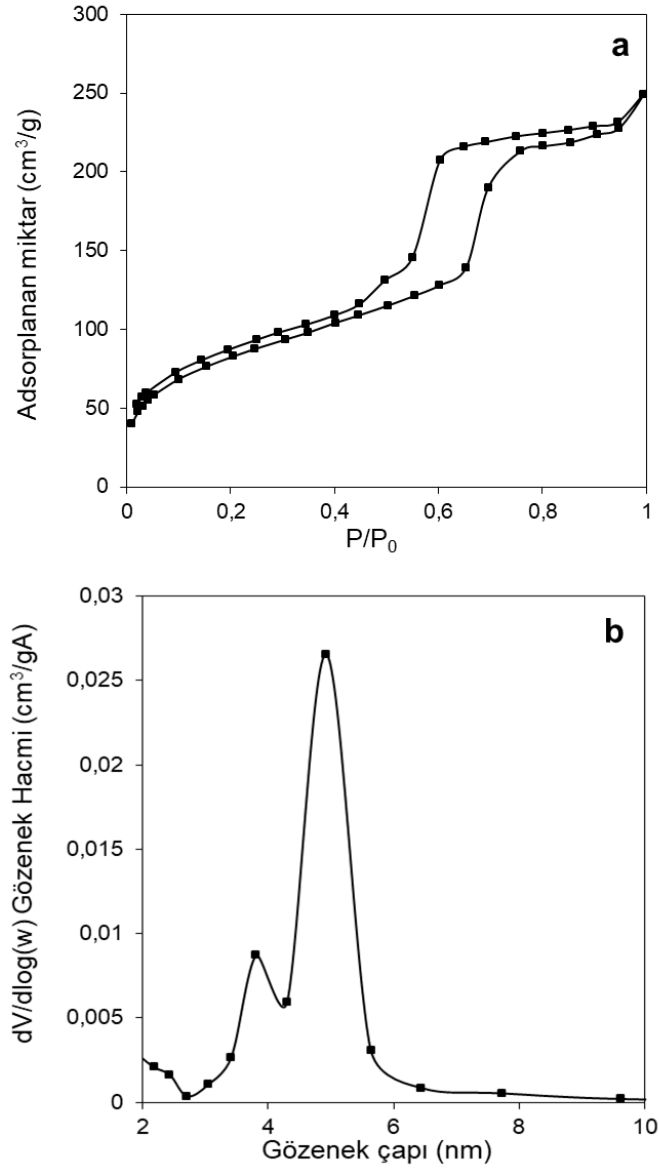 300
a
250
200
150
100
50
0
Adsorplanan miktar (cm³/g)
0 0,2 0,4 0,6 0,8 1
P/P₀
0,03
b
0,025
0,02
0,015
0,01
0,005
0
dV/dlog(w) Gözenek Hacmi (cm³/gA)
2 4 6 8 10
Gözenek çapı (nm)